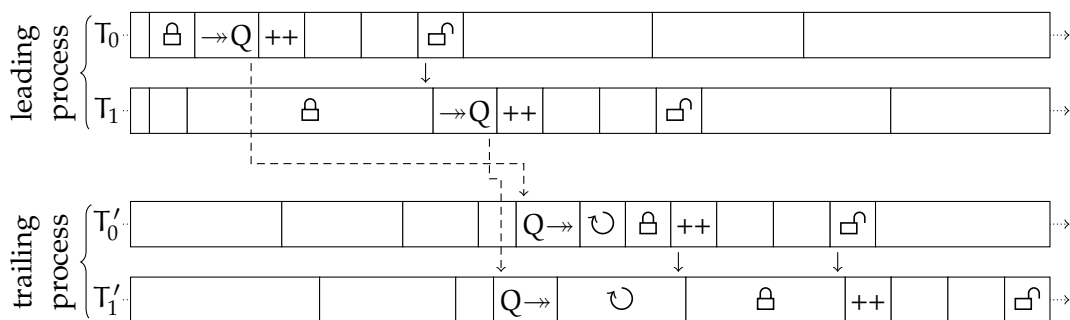 leading process
T₀ →→Q ++
T₁ →→Q ++
trailing process
T₀′ Q→→ ++
T₁′ Q→→ ++